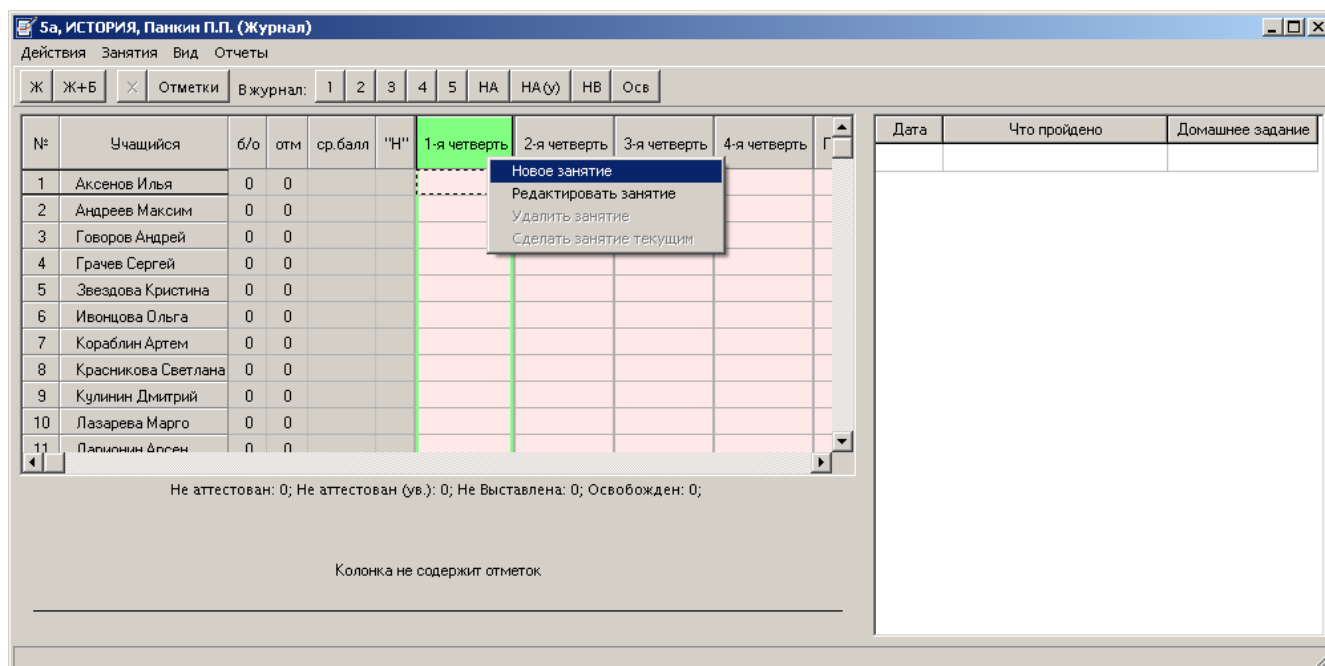 5а, ИСТОРИЯ, Панкин П.П. (Журнал)
Действия Занятия Вид Отчеты
Ж Ж+Б X Отметки В журнал: 1 2 3 4 5 НА НА(у) НВ Осв
№ Учащийся б/о отм ср.балл "Н" 1-я четверть 2-я четверть 3-я четверть 4-я четверть Г
Дата Что пройдено Домашнее задание
Новое занятие
Редактировать занятие
Удалить занятие
Сделать занятие текущим
1 Аксенов Илья 0 0
2 Андреев Максим 0 0
3 Говоров Андрей 0 0
4 Грачев Сергей 0 0
5 Звездова Кристина 0 0
6 Ивонцова Ольга 0 0
7 Кораблин Артем 0 0
8 Красникова Светлана 0 0
9 Кулинин Дмитрий 0 0
10 Лазарева Марго 0 0
11 Ларионин Арсен 0 0
Не аттестован: 0; Не аттестован (ув.): 0; Не Выставлена: 0; Освобожден: 0;
Колонка не содержит отметок